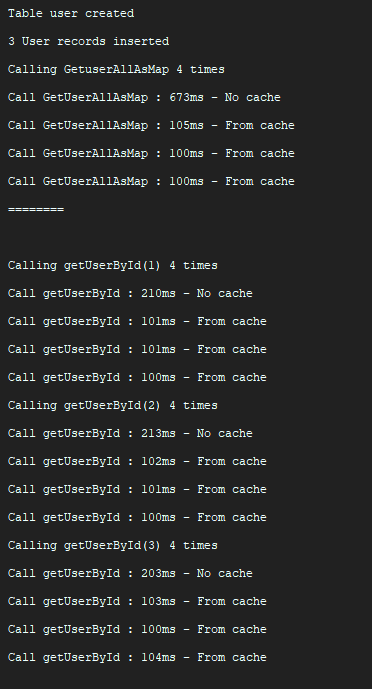 Table user created
3 User records inserted
Calling GetuserAllAsMap 4 times
Call GetUserAllAsMap : 673ms - No cache
Call GetUserAllAsMap : 105ms - From cache
Call GetUserAllAsMap : 100ms - From cache
Call GetUserAllAsMap : 100ms - From cache
========
Calling getUserById(1) 4 times
Call getUserById : 210ms - No cache
Call getUserById : 101ms - From cache
Call getUserById : 101ms - From cache
Call getUserById : 100ms - From cache
Calling getUserById(2) 4 times
Call getUserById : 213ms - No cache
Call getUserById : 102ms - From cache
Call getUserById : 101ms - From cache
Call getUserById : 100ms - From cache
Calling getUserById(3) 4 times
Call getUserById : 203ms - No cache
Call getUserById : 103ms - From cache
Call getUserById : 100ms - From cache
Call getUserById : 104ms - From cache